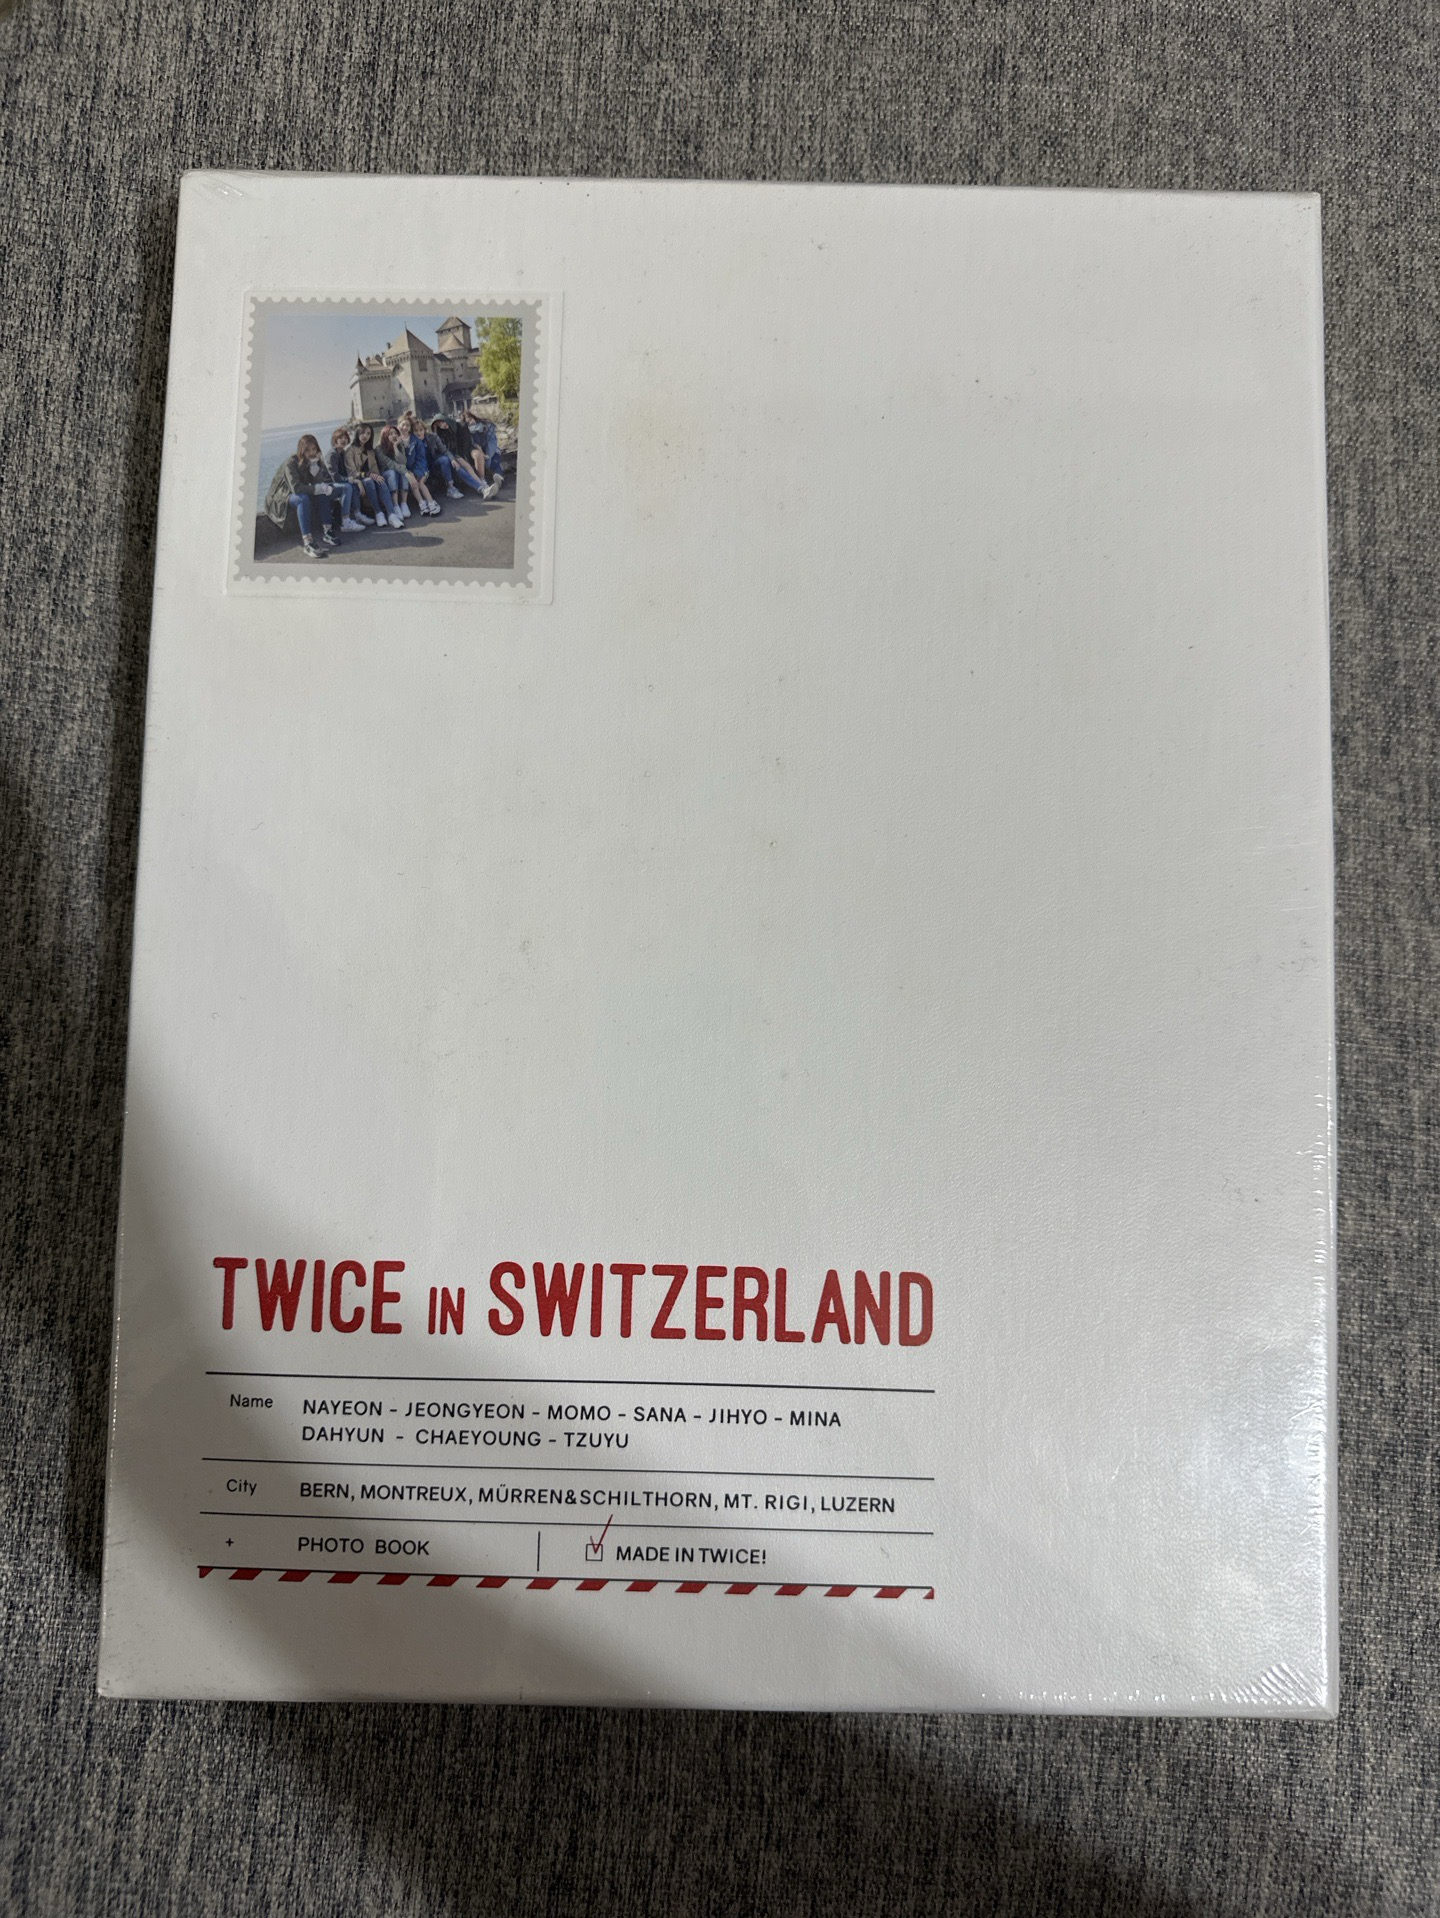 TWICE IN SWITZERLAND
Name NAYEON - JEONGYEON - MOMO - SANA - JIHYO - MINA
DAHYUN - CHAEYOUNG - TZUYU
City BERN, MONTREUX, MÜRREN&SCHILTHORN, MT. RIGI, LUZERN
+ PHOTO BOOK MADE IN TWICE!